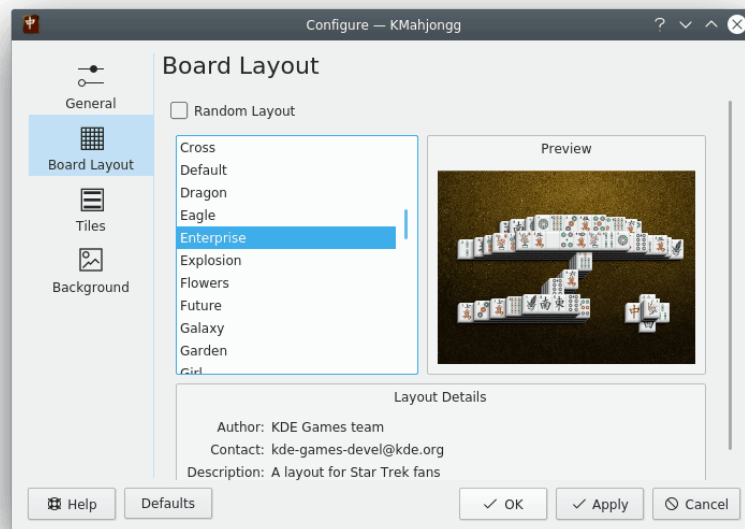 Configure — KMahjongg
General
Board Layout
Tiles
Background
Board Layout
Random Layout
Cross
Default
Dragon
Eagle
Enterprise
Explosion
Flowers
Future
Galaxy
Garden
Girl
Preview
Layout Details
Author: KDE Games team
Contact: kde-games-devel@kde.org
Description: A layout for Star Trek fans
Help
Defaults
OK
Apply
Cancel